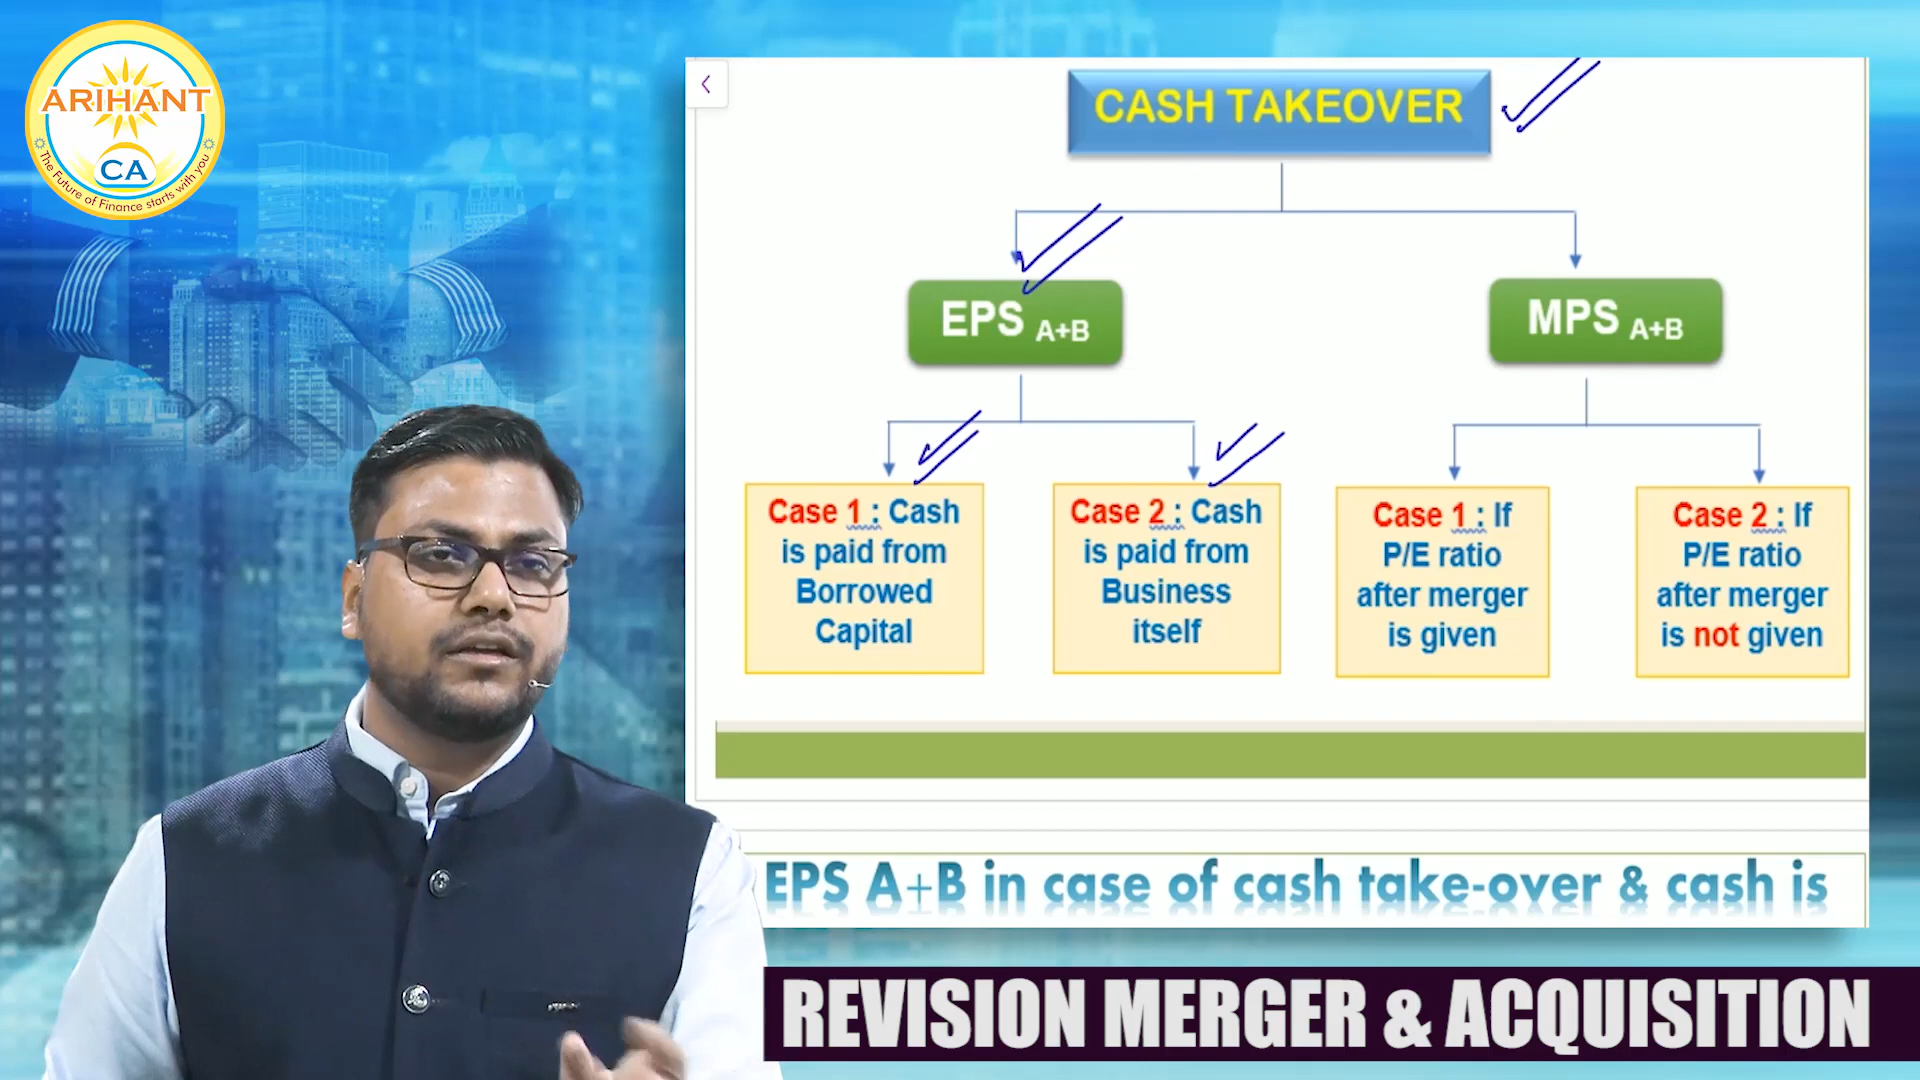 ARIHANT
CA
The Future of Finance starts with you
CASH TAKEOVER
EPS A+B
MPS A+B
Case 1 : Cash
is paid from
Borrowed
Capital
Case 2 : Cash
is paid from
Business
itself
Case 1 : If
P/E ratio
after merger
is given
Case 2 : If
P/E ratio
after merger
is not given
EPS A+B in case of cash take-over & cash is
REVISION MERGER & ACQUISITION